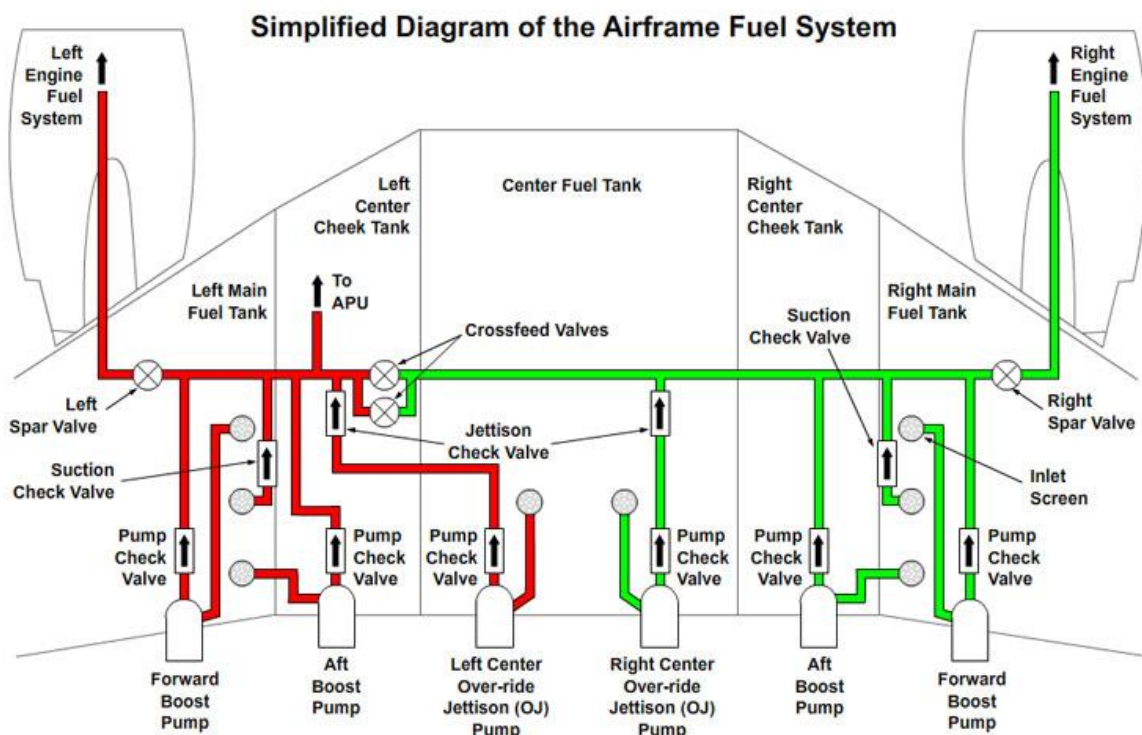 Simplified Diagram of the Airframe Fuel System
Left
Engine
Fuel
System
Right
Engine
Fuel
System
Left
Center
Cheek Tank
Center Fuel Tank
Right
Center
Cheek Tank
Left Main
Fuel Tank
To
APU
Right Main
Fuel Tank
Suction
Check Valve
Crossfeed Valves
Left
Spar Valve
Right
Spar Valve
Jettison
Check Valve
Suction
Check Valve
Inlet
Screen
Pump
Check
Valve
Pump
Check
Valve
Pump
Check
Valve
Pump
Check
Valve
Pump
Check
Valve
Pump
Check
Valve
Forward
Boost
Pump
Aft
Boost
Pump
Left Center
Over-ride
Jettison (OJ)
Pump
Right Center
Over-ride
Jettison (OJ)
Pump
Aft
Boost
Pump
Forward
Boost
Pump